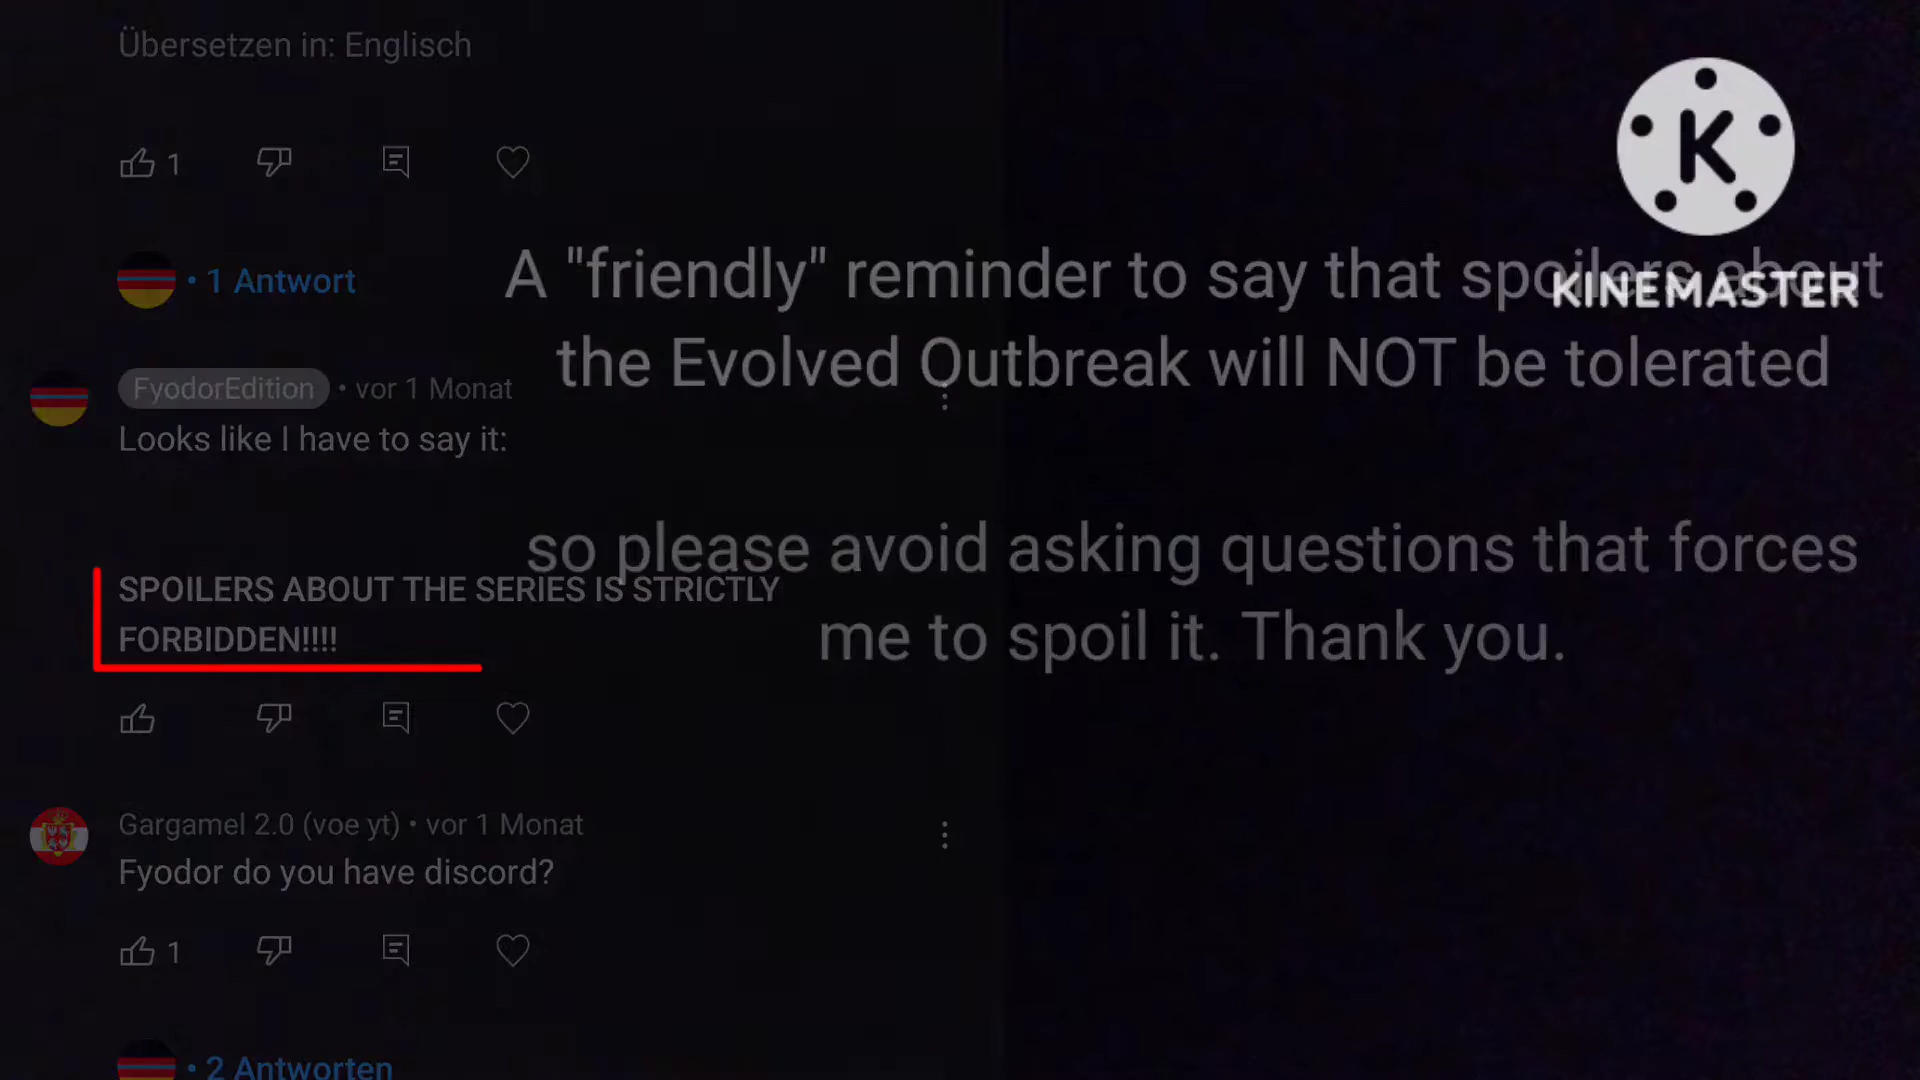 Übersetzen in: Englisch
1
• 1 Antwort
FyodorEdition • vor 1 Monat
Looks like I have to say it:
SPOILERS ABOUT THE SERIES IS STRICTLY
FORBIDDEN!!!!
Gargamel 2.0 (voe yt) • vor 1 Monat
Fyodor do you have discord?
1
• 2 Antworten
A "friendly" reminder to say that spoilers about
the Evolved Outbreak will NOT be tolerated
so please avoid asking questions that forces
me to spoil it. Thank you.
K
KINEMASTER